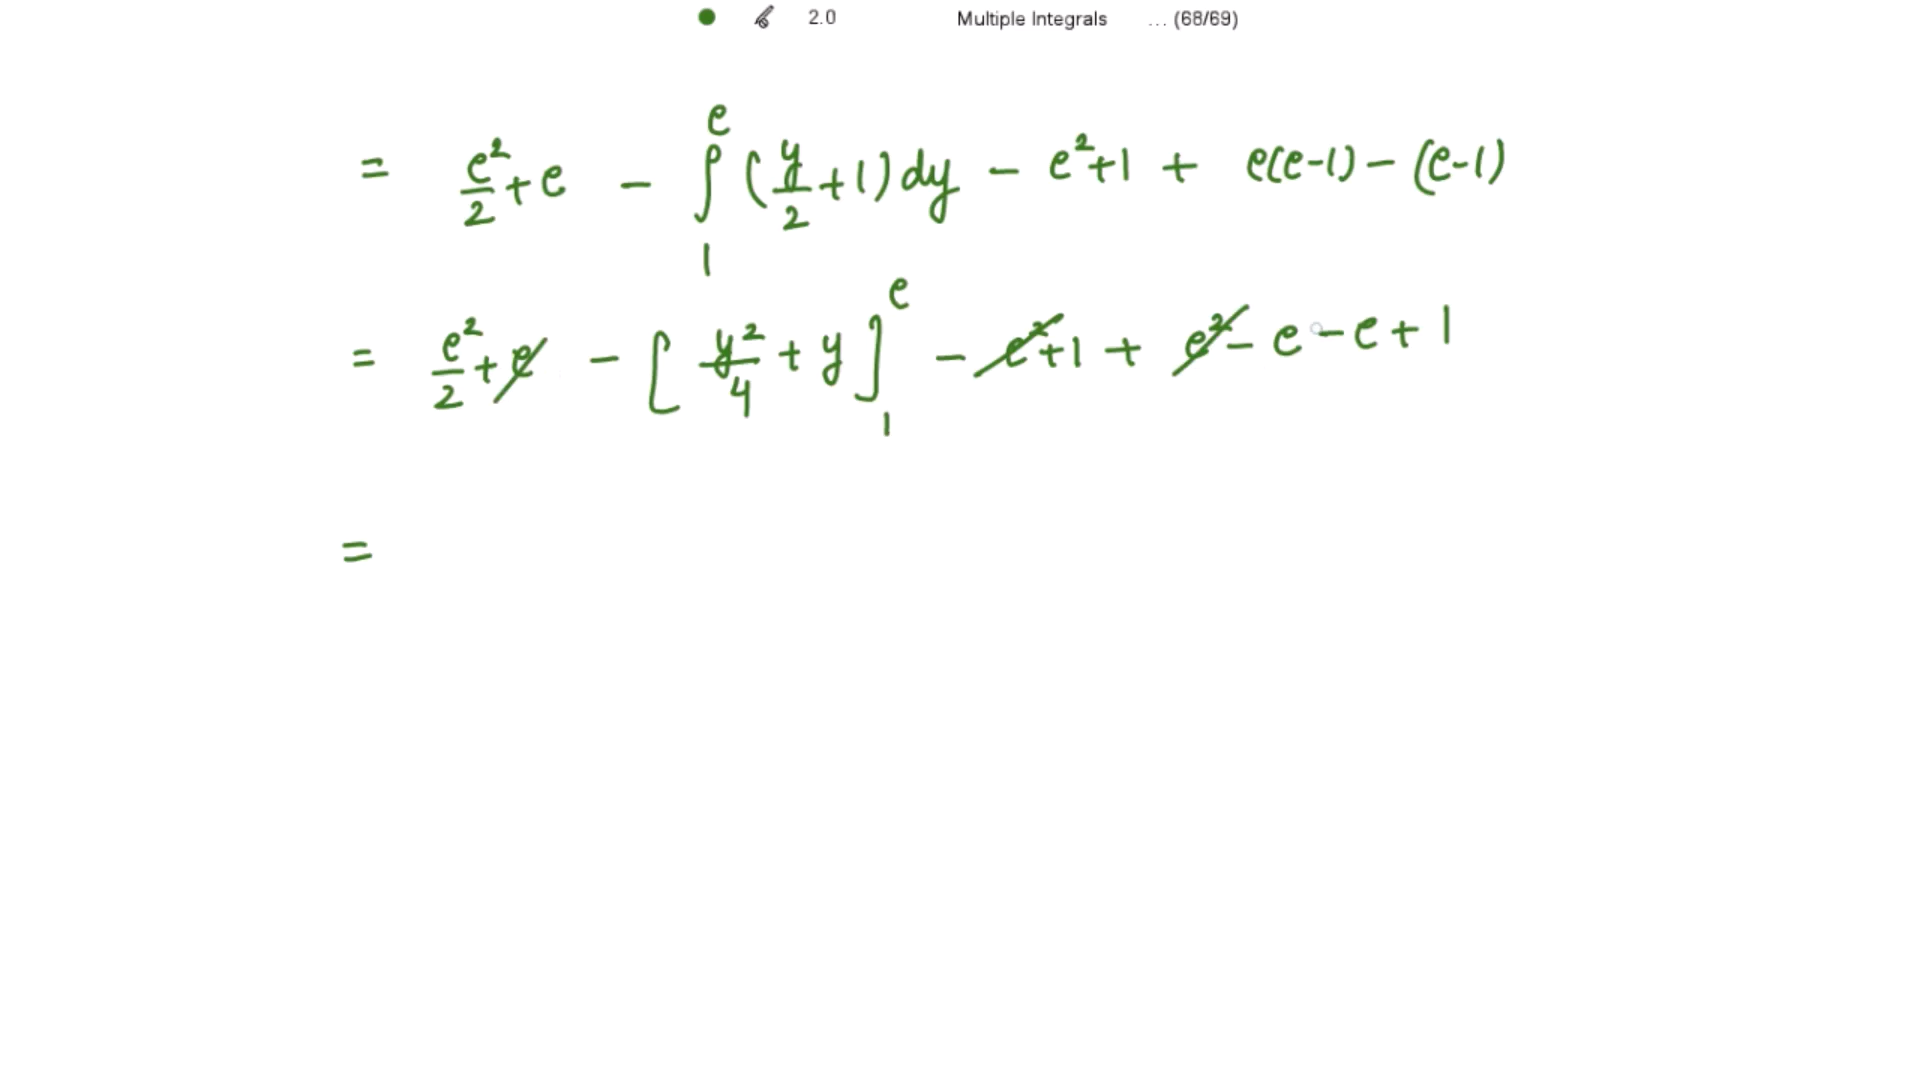 2.0 Multiple Integrals ... (68/69)
= e²/2 + e - ∫₁ᵉ (y/2 + 1) dy - e² + 1 + e(e-1) - (e-1)
= e²/2 + e - [y²/4 + y]₁ᵉ - e² + 1 + e² - e - e + 1
=